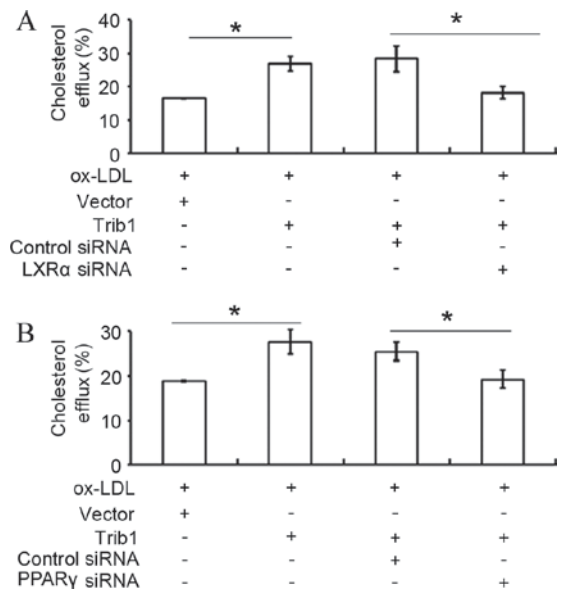 A
40
*
*
30
20
10
0
Cholesterol
efflux (%)
ox-LDL + + + +
Vector + - - -
Trib1 - + + +
Control siRNA - - + -
LXRα siRNA - - - +
B
30
*
*
20
10
0
Cholesterol
efflux (%)
ox-LDL + + + +
Vector + - - -
Trib1 - + + +
Control siRNA - - + -
PPARγ siRNA - - - +